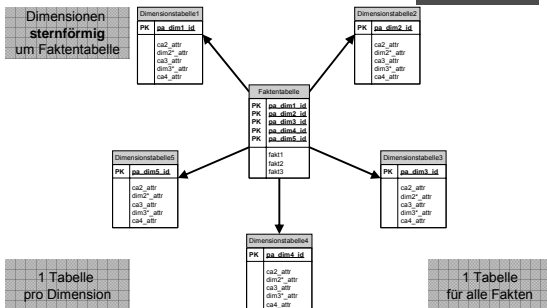 Dimensionen
sternförmig
um Faktentabelle
Dimensionstabelle1
PK pa_dim1_id
ca2_attr
dim2*_attr
ca3_attr
dim3*_attr
ca4_attr
Dimensionstabelle2
PK pa_dim2_id
ca2_attr
dim2*_attr
ca3_attr
dim3*_attr
ca4_attr
Faktentabelle
PK pa_dim1_id
PK pa_dim2_id
PK pa_dim3_id
PK pa_dim4_id
PK pa_dim5_id
fakt1
fakt2
fakt3
Dimensionstabelle5
PK pa_dim5_id
ca2_attr
dim2*_attr
ca3_attr
dim3*_attr
ca4_attr
Dimensionstabelle3
PK pa_dim3_id
ca2_attr
dim2*_attr
ca3_attr
dim3*_attr
ca4_attr
Dimensionstabelle4
PK pa_dim4_id
ca2_attr
dim2*_attr
ca3_attr
dim3*_attr
ca4_attr
1 Tabelle
pro Dimension
1 Tabelle
für alle Fakten